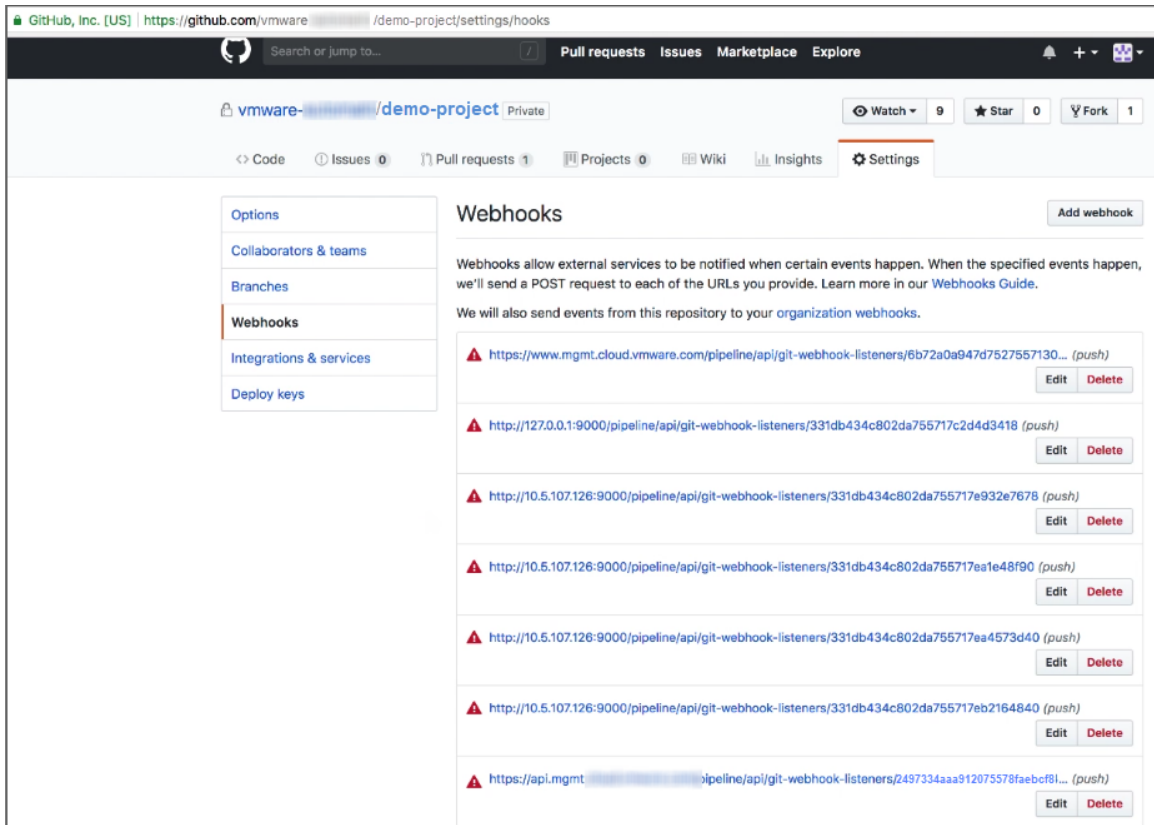 GitHub, Inc. [US] | https://github.com/vmware /demo-project/settings/hooks
Search or jump to... / Pull requests Issues Marketplace Explore
vmware- /demo-project Private Watch 9 Star 0 Fork 1
Code Issues 0 Pull requests 1 Projects 0 Wiki Insights Settings
Options
Collaborators & teams
Branches
Webhooks
Integrations & services
Deploy keys
Webhooks Add webhook
Webhooks allow external services to be notified when certain events happen. When the specified events happen,
we'll send a POST request to each of the URLs you provide. Learn more in our Webhooks Guide.
We will also send events from this repository to your organization webhooks.
https://www.mgmt.cloud.vmware.com/pipeline/api/git-webhook-listeners/6b72a0a947d7527557130... (push)
Edit Delete
http://127.0.0.1:9000/pipeline/api/git-webhook-listeners/331db434c802da755717c2d4d3418 (push)
Edit Delete
http://10.5.107.126:9000/pipeline/api/git-webhook-listeners/331db434c802da755717e932e7678 (push)
Edit Delete
http://10.5.107.126:9000/pipeline/api/git-webhook-listeners/331db434c802da755717ea1e48f90 (push)
Edit Delete
http://10.5.107.126:9000/pipeline/api/git-webhook-listeners/331db434c802da755717ea4573d40 (push)
Edit Delete
http://10.5.107.126:9000/pipeline/api/git-webhook-listeners/331db434c802da755717eb2164840 (push)
Edit Delete
https://api.mgmt ipeline/api/git-webhook-listeners/2497334aaa912075578faebcf8l... (push)
Edit Delete